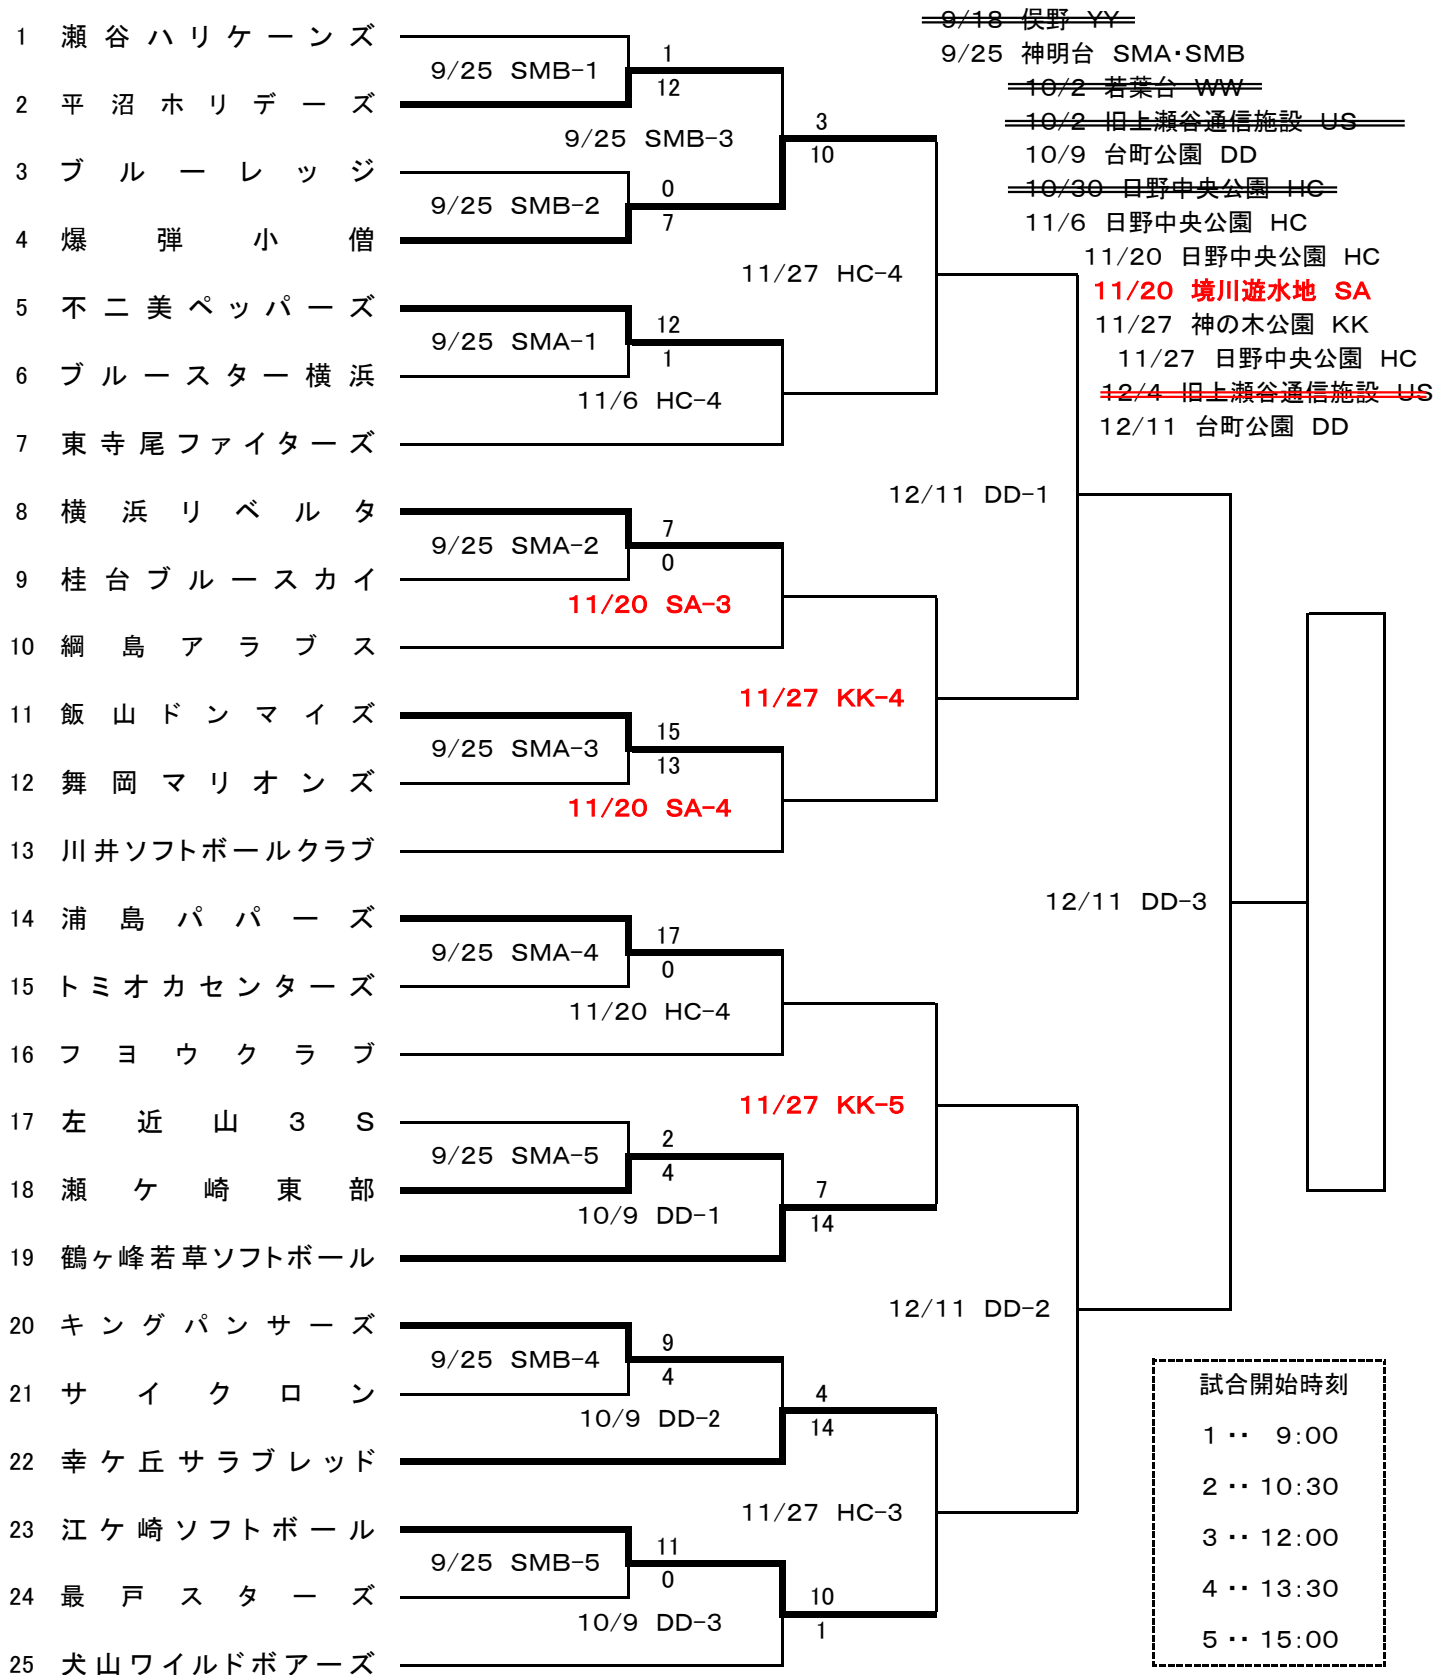 9/18 俣野 YY
1 瀬谷ハリケーンズ
9/25 神明台 SMA・SMB
9/25 SMB-1
1
12
10/2 若葉台 WW
2 平沼ホリデーズ
10/2 旧上瀬谷通信施設 US
9/25 SMB-3
3
10
10/9 台町公園 DD
3 ブルーレッジ
10/30 日野中央公園 HC
9/25 SMB-2
0
7
11/6 日野中央公園 HC
4 爆弾小僧
11/20 日野中央公園 HC
11/27 HC-4
11/20 境川遊水地 SA
5 不二美ペッパーズ
11/27 神の木公園 KK
9/25 SMA-1
12
1
11/27 日野中央公園 HC
6 ブルースター横浜
12/4 旧上瀬谷通信施設 US
11/6 HC-4
12/11 台町公園 DD
7 東寺尾ファイターズ
12/11 DD-1
8 横浜リベルタ
9/25 SMA-2
7
0
9 桂台ブルースカイ
11/20 SA-3
10 綱島アラブス
11/27 KK-4
11 飯山ドンマイズ
9/25 SMA-3
15
13
12 舞岡マリオンズ
11/20 SA-4
13 川井ソフトボールクラブ
12/11 DD-3
14 浦島パパーズ
9/25 SMA-4
17
0
15 トミオカセンターズ
11/20 HC-4
16 フヨウクラブ
11/27 KK-5
17 左近山3S
9/25 SMA-5
2
4
18 瀬ケ崎東部
10/9 DD-1
7
14
19 鶴ヶ峰若草ソフトボール
12/11 DD-2
20 キングパンサーズ
9/25 SMB-4
9
4
21 サイクロン
10/9 DD-2
4
14
22 幸ケ丘サラブレッド
11/27 HC-3
23 江ケ崎ソフトボール
9/25 SMB-5
11
0
24 最戸スターズ
10/9 DD-3
10
1
25 犬山ワイルドボアーズ
試合開始時刻
1 ・・ 9:00
2 ・・ 10:30
3 ・・ 12:00
4 ・・ 13:30
5 ・・ 15:00